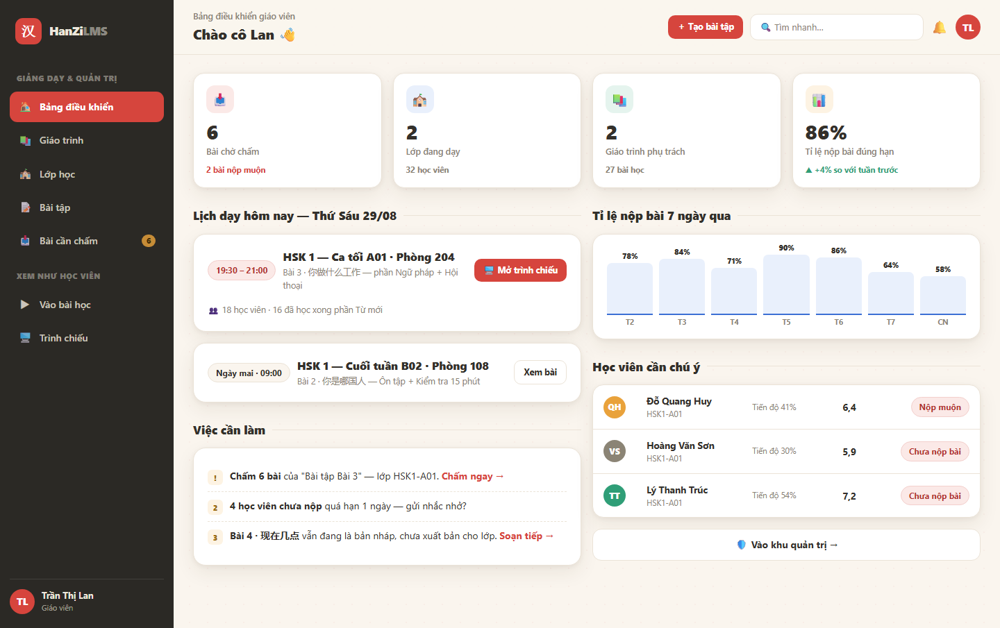 汉 HanZiLMS
GIẢNG DẠY & QUẢN TRỊ
Bảng điều khiển
Giáo trình
Lớp học
Bài tập
Bài cần chấm 6
XEM NHƯ HỌC VIÊN
Vào bài học
Trình chiếu
TL Trần Thị Lan
Giáo viên
Bảng điều khiển giáo viên
Chào cô Lan 👋
+ Tạo bài tập
🔍 Tìm nhanh...
TL
6
Bài chờ chấm
2 bài nộp muộn
2
Lớp đang dạy
32 học viên
2
Giáo trình phụ trách
27 bài học
86%
Tỉ lệ nộp bài đúng hạn
▲ +4% so với tuần trước
Lịch dạy hôm nay — Thứ Sáu 29/08
19:30 – 21:00
HSK 1 — Ca tối A01 · Phòng 204
Bài 3 · 你做什么工作 — phần Ngữ pháp + Hội
thoại
Mở trình chiếu
18 học viên · 16 đã học xong phần Từ mới
Ngày mai · 09:00
HSK 1 — Cuối tuần B02 · Phòng 108
Bài 2 · 你是哪国人 — Ôn tập + Kiểm tra 15 phút
Xem bài
Việc cần làm
! Chấm 6 bài của "Bài tập Bài 3" — lớp HSK1-A01. Chấm ngay →
2 4 học viên chưa nộp quá hạn 1 ngày — gửi nhắc nhở?
3 Bài 4 · 现在几点 vẫn đang là bản nháp, chưa xuất bản cho lớp. Soạn tiếp →
Tỉ lệ nộp bài 7 ngày qua
78% 84% 71% 90% 86% 64% 58%
T2 T3 T4 T5 T6 T7 CN
Học viên cần chú ý
QH Đỗ Quang Huy Tiến độ 41% 6,4 Nộp muộn
HSK1-A01
VS Hoàng Văn Sơn Tiến độ 30% 5,9 Chưa nộp bài
HSK1-A01
TT Lý Thanh Trúc Tiến độ 54% 7,2 Chưa nộp bài
HSK1-A01
Vào khu quản trị →